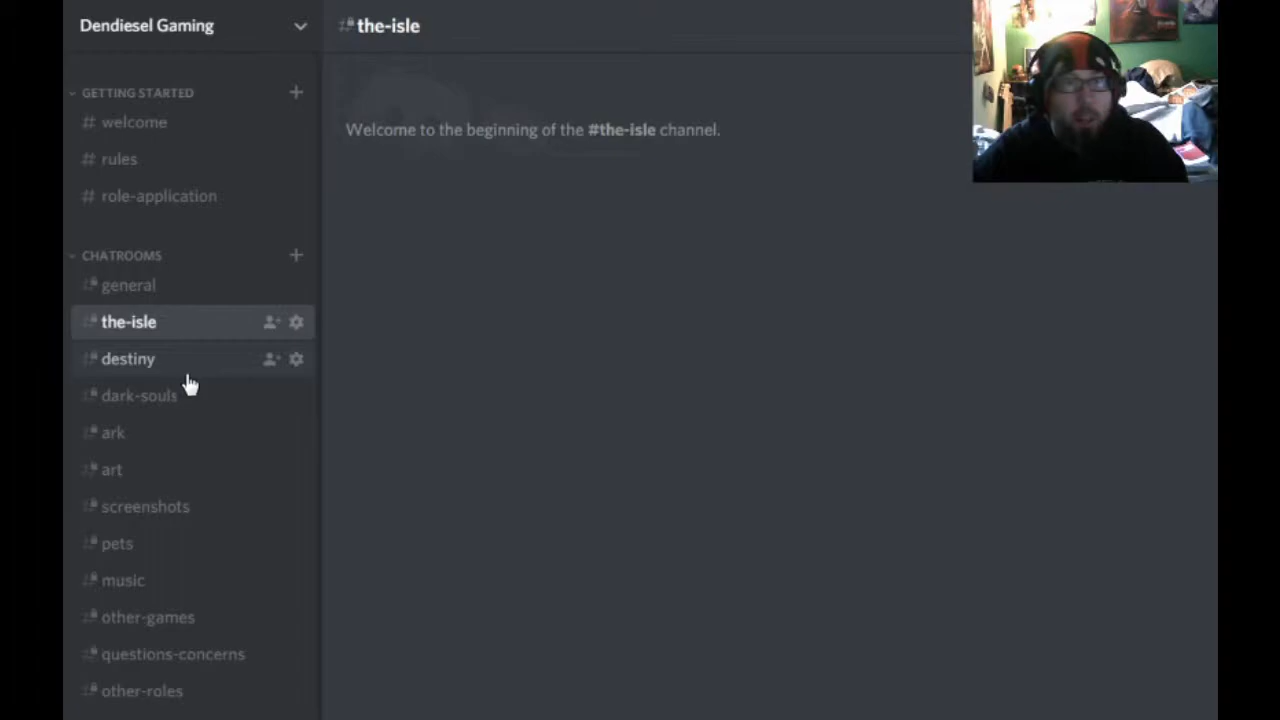 Dendiesel Gaming
the-isle
GETTING STARTED
# welcome
# rules
# role-application
CHATROOMS
general
the-isle
destiny
dark-souls
ark
art
screenshots
pets
music
other-games
questions-concerns
other-roles
Welcome to the beginning of the #the-isle channel.